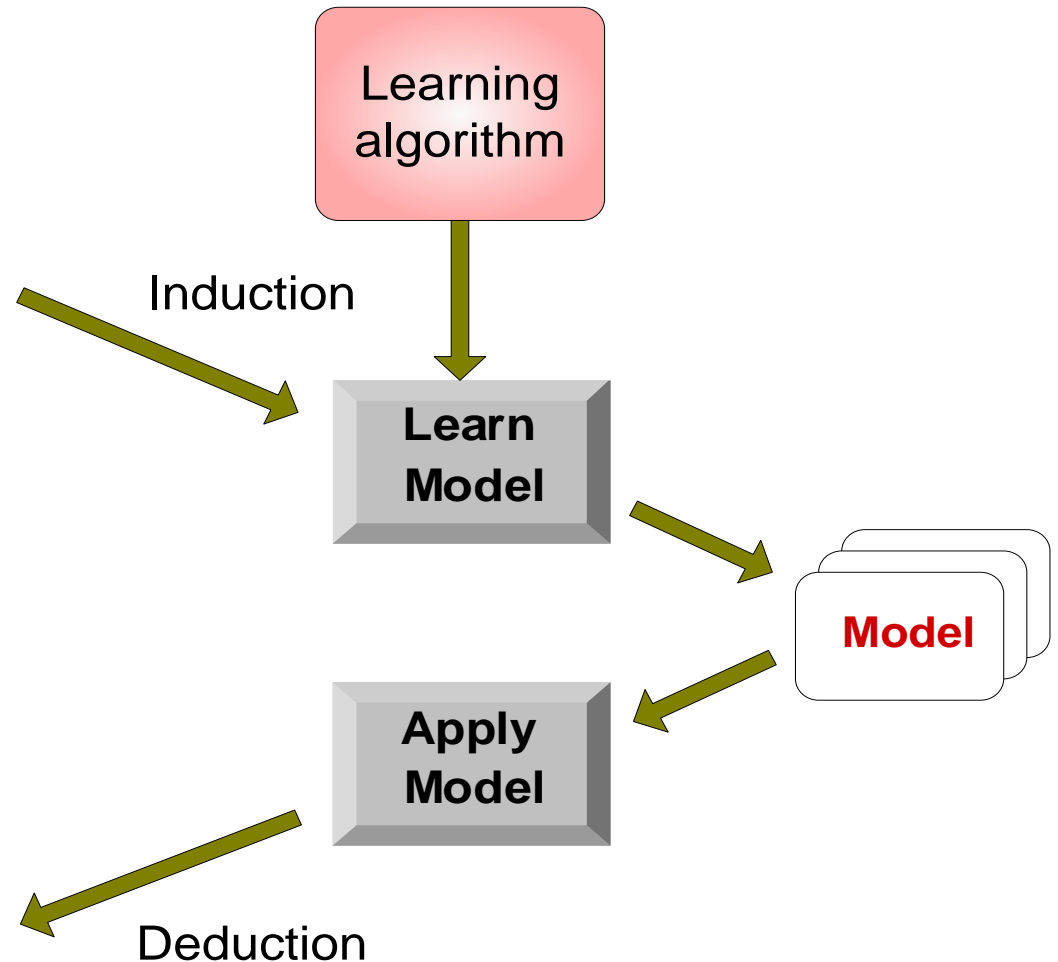 Learning
algorithm
Induction
Learn
Model
Model
Apply
Model
Deduction